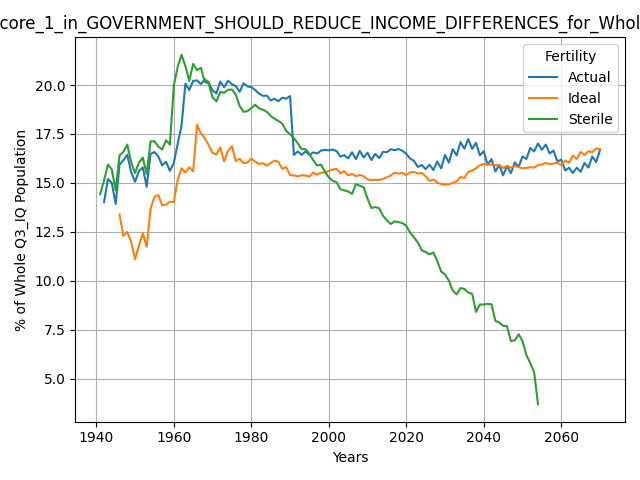 core_1_in_GOVERNMENT_SHOULD_REDUCE_INCOME_DIFFERENCES_for_Whol
Fertility
Actual
Ideal
Sterile
% of Whole Q3_IQ Population
20.0
17.5
15.0
12.5
10.0
7.5
5.0
1940 1960 1980 2000 2020 2040 2060
Years